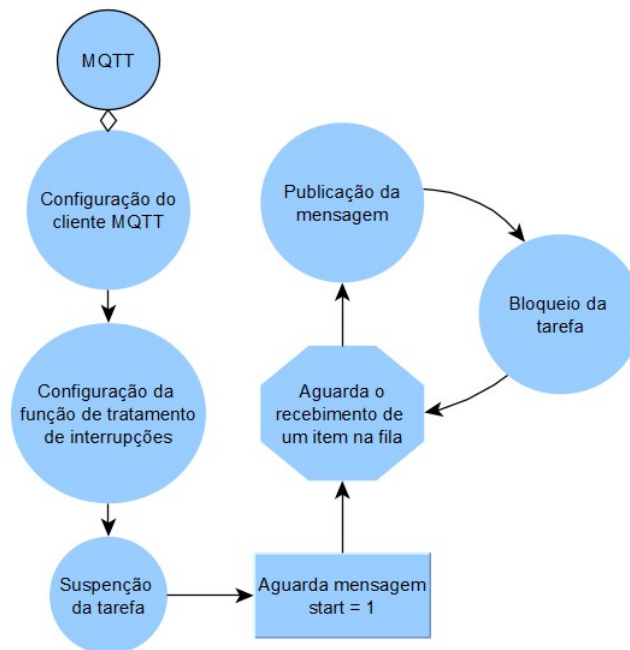 MQTT
Configuração do
cliente MQTT
Configuração da
função de tratamento
de interrupções
Suspenção
da tarefa
Aguarda mensagem
start = 1
Aguarda o
recebimento de
um item na fila
Publicação da
mensagem
Bloqueio da
tarefa